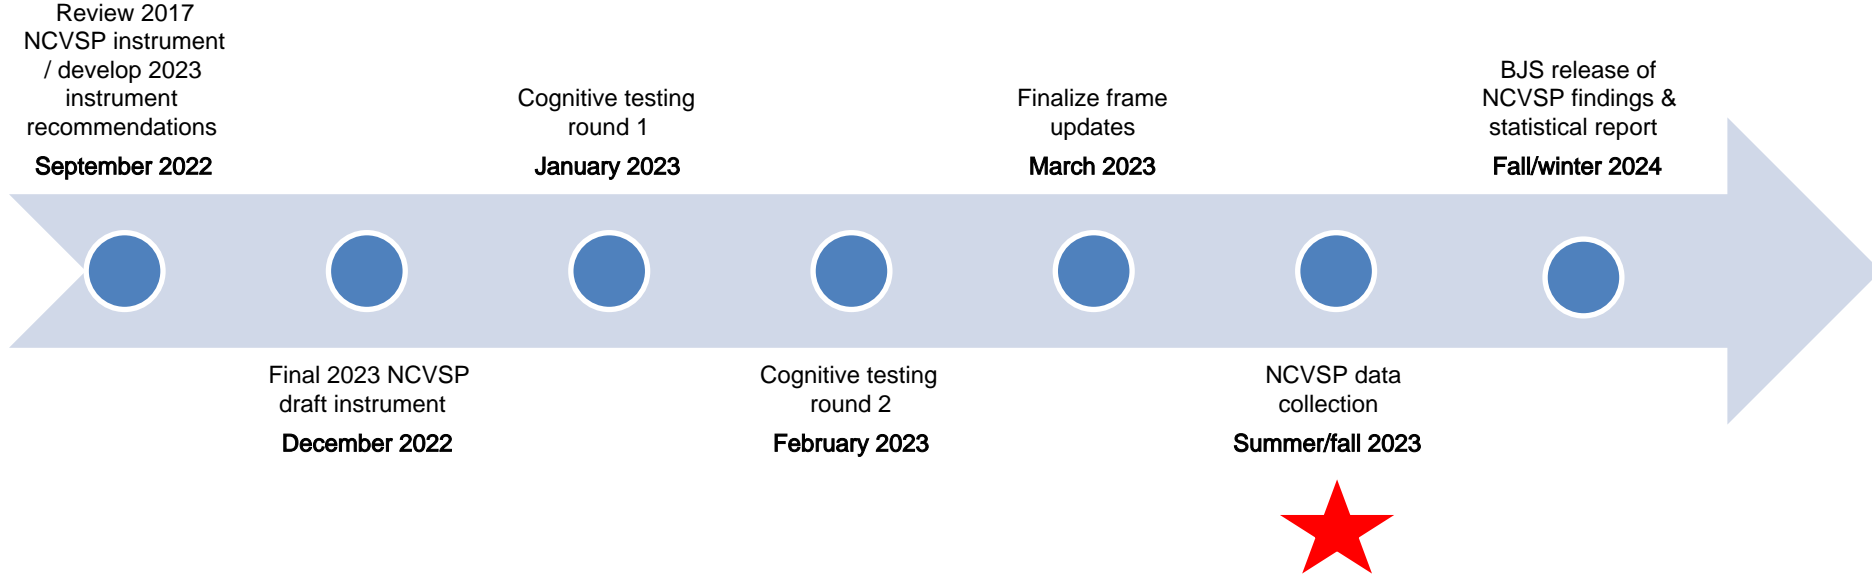 Review 2017
NCVSP instrument
/ develop 2023
instrument
recommendations
September 2022
Final 2023 NCVSP
draft instrument
December 2022
Cognitive testing
round 1
January 2023
Cognitive testing
round 2
February 2023
Finalize frame
updates
March 2023
NCVSP data
collection
Summer/fall 2023
BJS release of
NCVSP findings &
statistical report
Fall/winter 2024